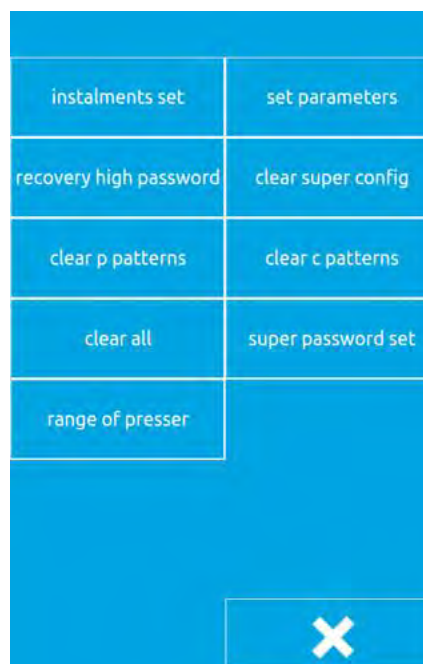 instalments set
set parameters
recovery high password
clear super config
clear p patterns
clear c patterns
clear all
super password set
range of presser